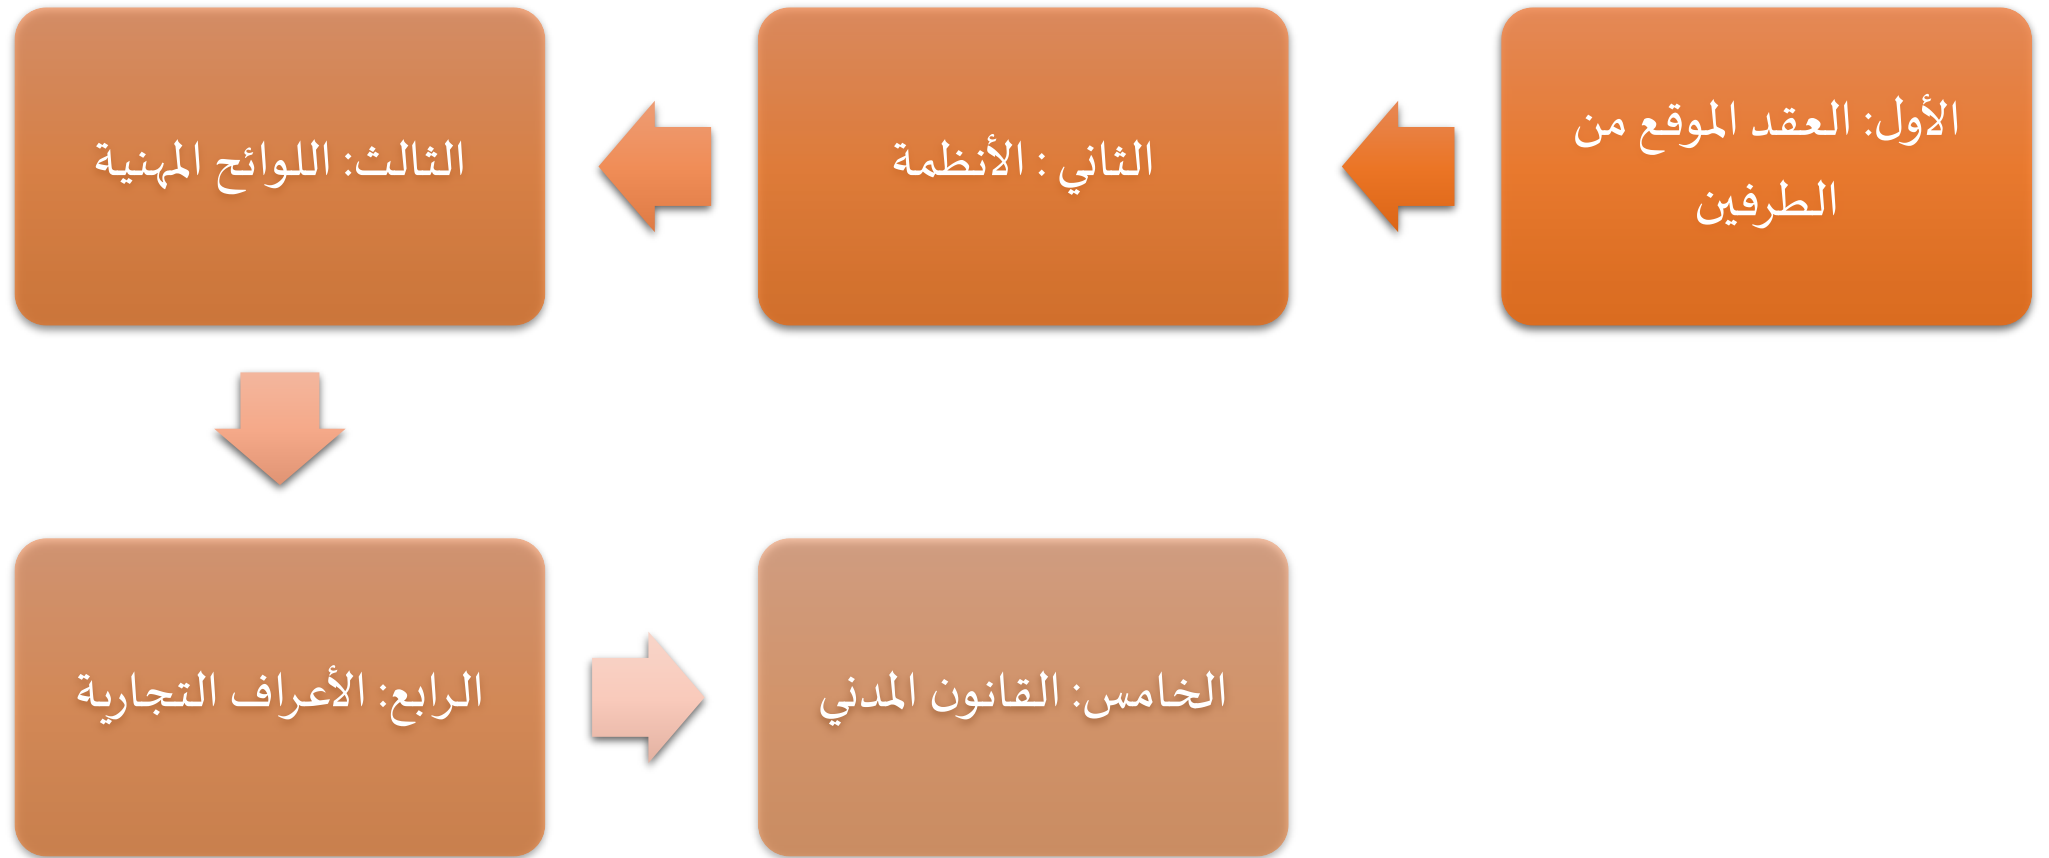 الأول: العقد الموقع من
الطرفين
الثاني : الأنظمة
الثالث: اللوائح المهنية
الرابع: الأعراف التجارية
الخامس: القانون المدني